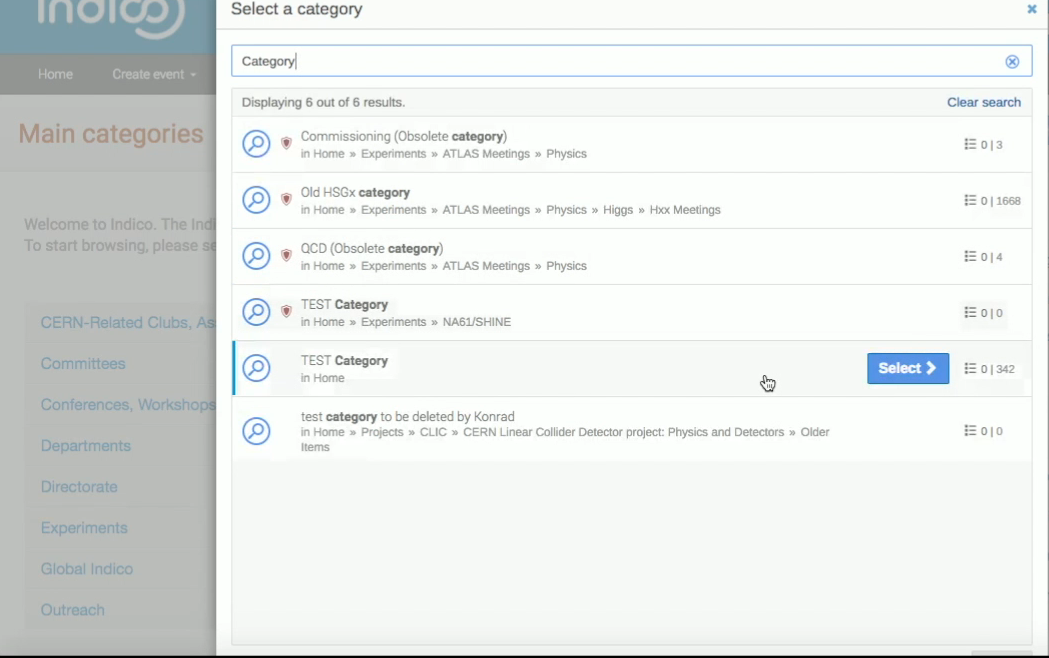 indico
Select a category
Home
Create event
Category
Main categories
Displaying 6 out of 6 results.
Clear search
Commissioning (Obsolete category)
in Home » Experiments » ATLAS Meetings » Physics
0 | 3
Old HSGx category
in Home » Experiments » ATLAS Meetings » Physics » Higgs » Hxx Meetings
0 | 1668
Welcome to Indico. The Indi
To start browsing, please se
QCD (Obsolete category)
in Home » Experiments » ATLAS Meetings » Physics
0 | 4
TEST Category
in Home » Experiments » NA61/SHINE
0 | 0
CERN-Related Clubs, As
Committees
TEST Category
in Home
Select
0 | 342
Conferences, Workshops
test category to be deleted by Konrad
in Home » Projects » CLIC » CERN Linear Collider Detector project: Physics and Detectors » Older
Items
0 | 0
Departments
Directorate
Experiments
Global Indico
Outreach